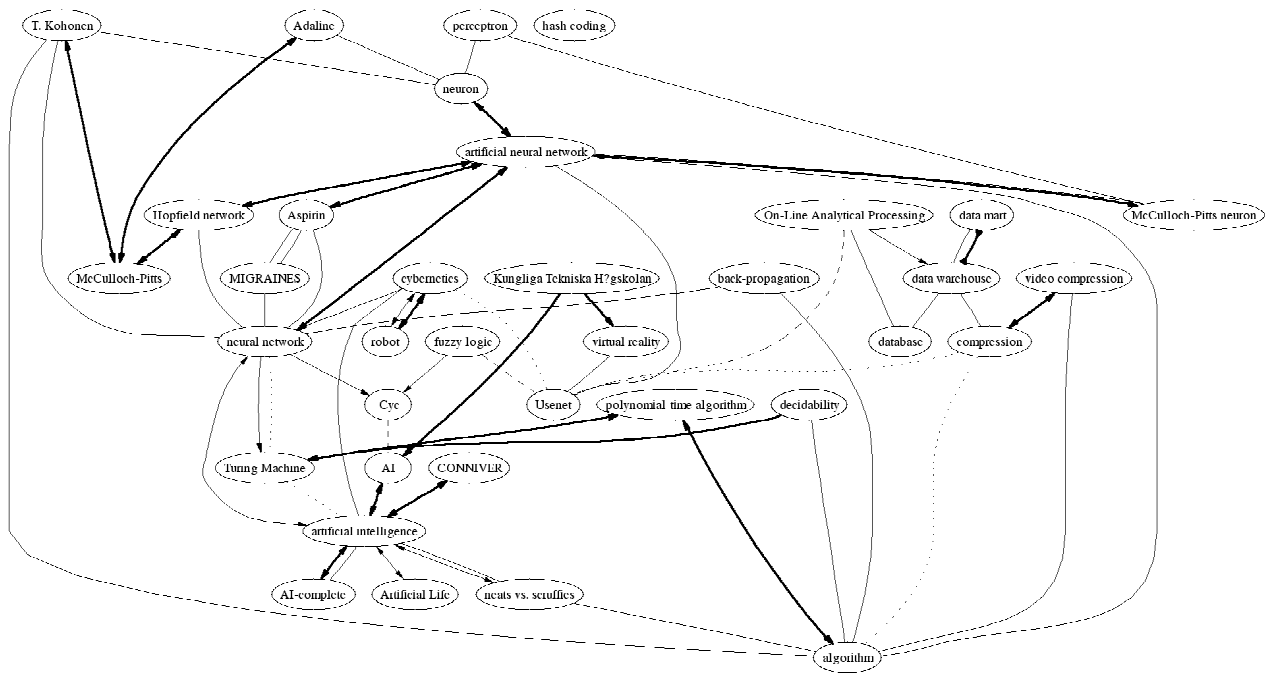 T. Kohonen
Adaline
perceptron
hash coding
neuron
artificial neural network
Hopfield network
Aspirin
On-Line Analytical Processing
data mart
McCulloch-Pitts neuron
McCulloch-Pitts
MIGRAINES
cybernetics
Kungliga Tekniska H?gskolan
back-propagation
data warehouse
video compression
neural network
robot
fuzzy logic
virtual reality
database
compression
Cyc
Usenet
polynomial time algorithm
decidability
Turing Machine
AI
CONNIVER
artificial intelligence
AI-complete
Artificial Life
neats vs. scruffies
algorithm